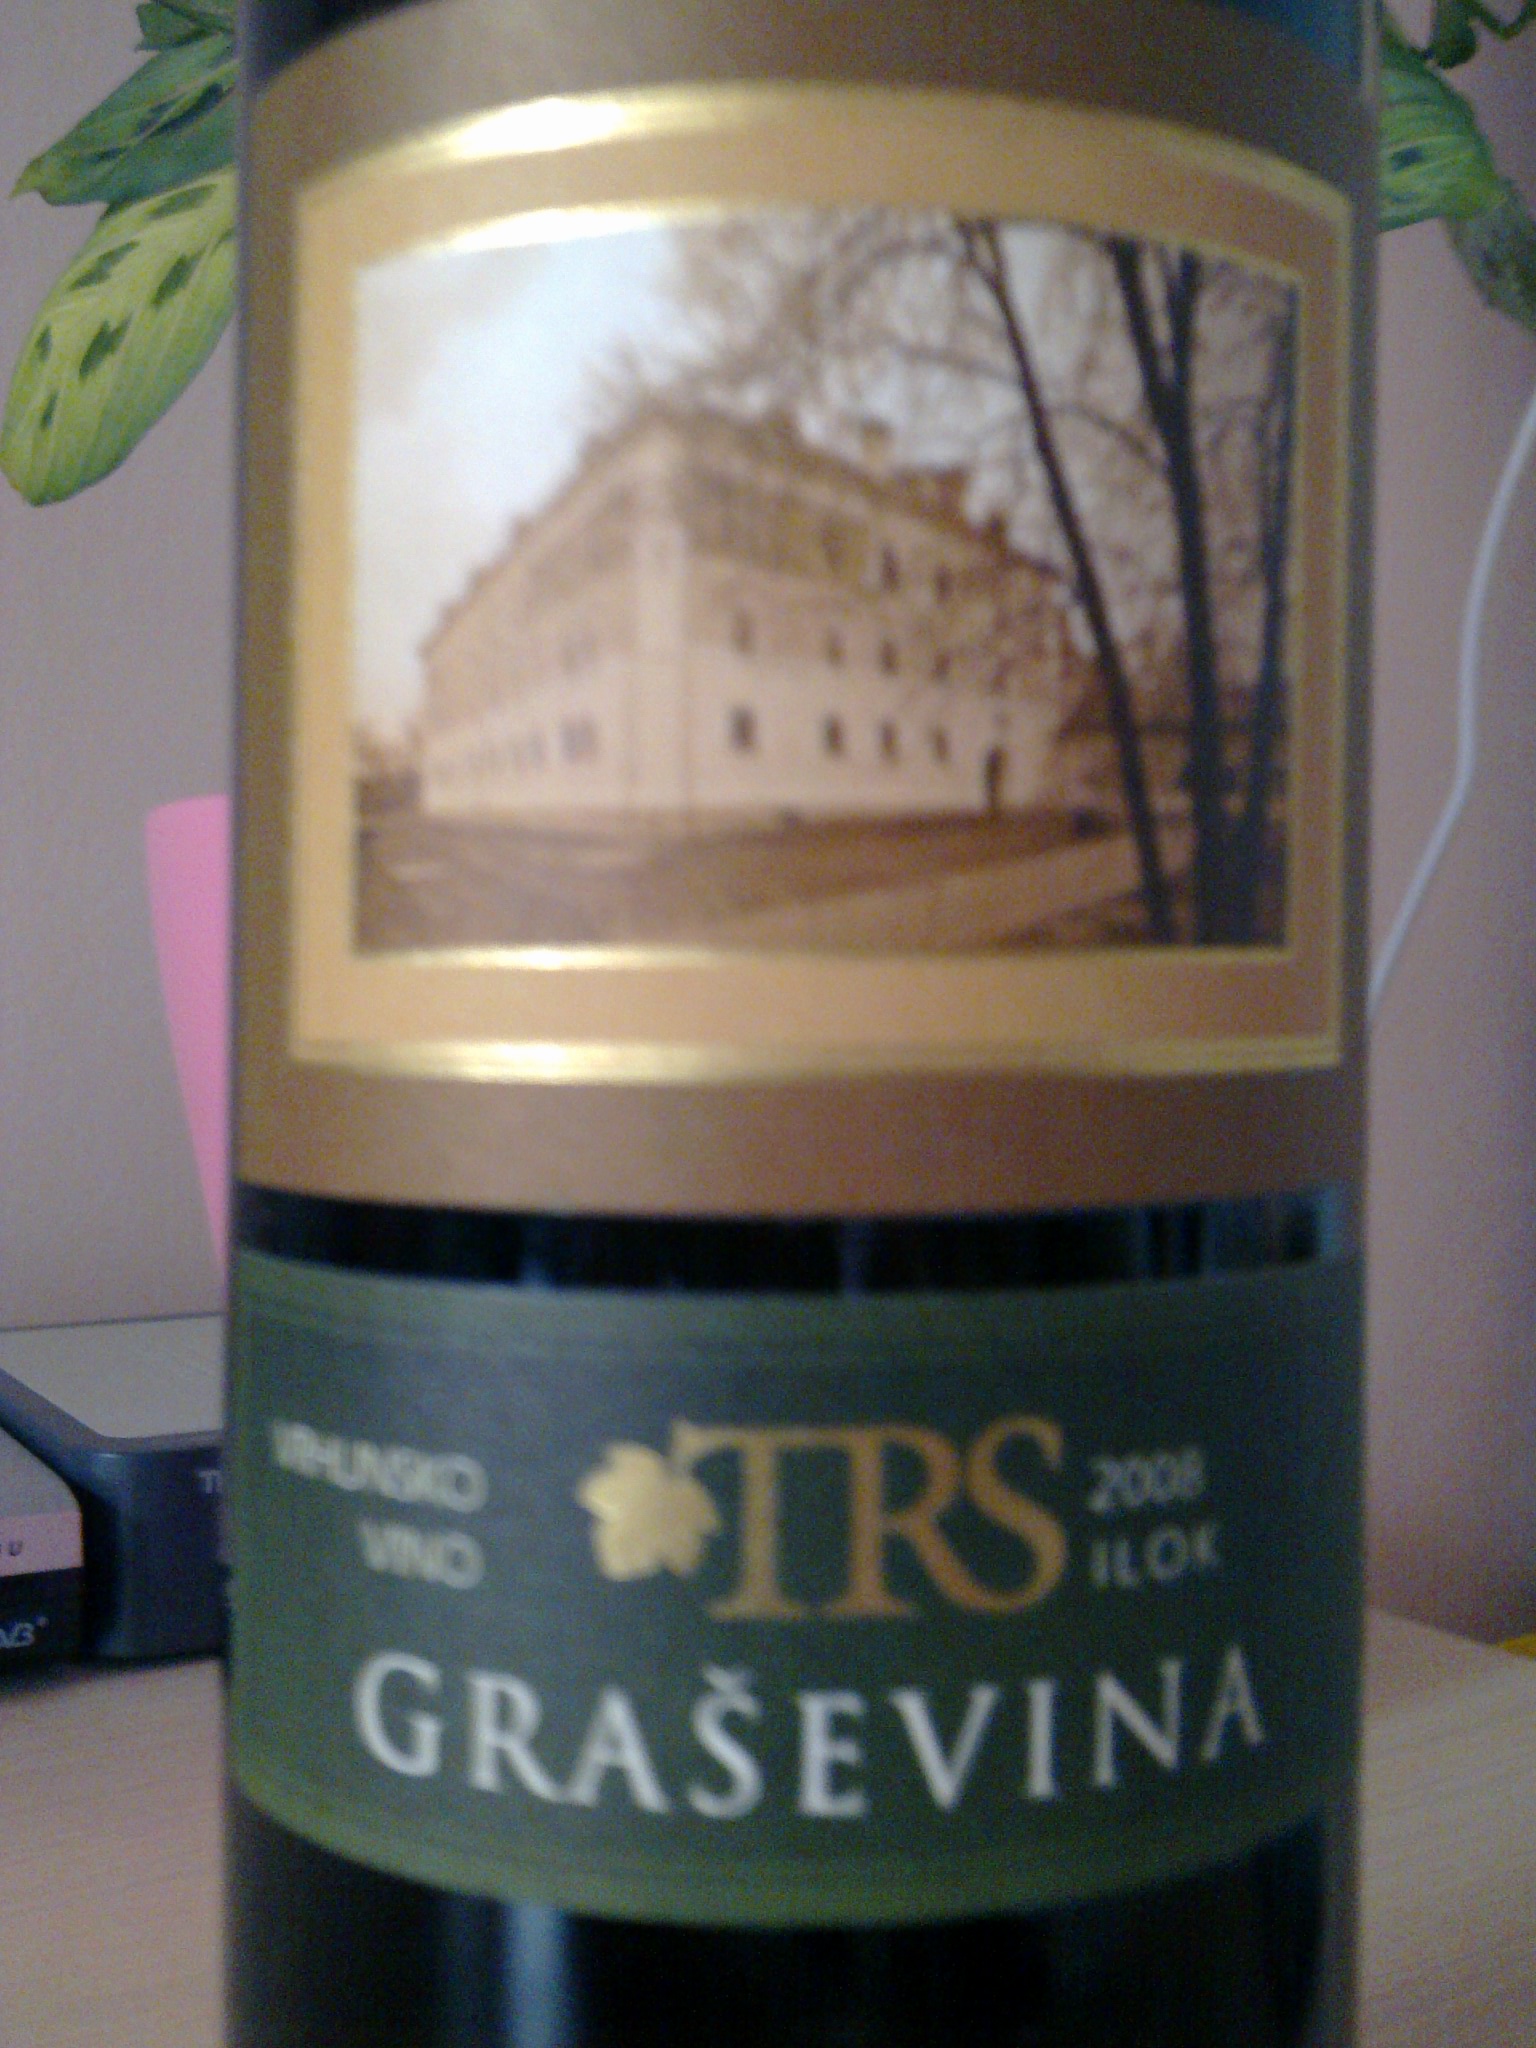 VRHUNSKO
VINO
TRS
2008
ILOK
GRAŠEVINA